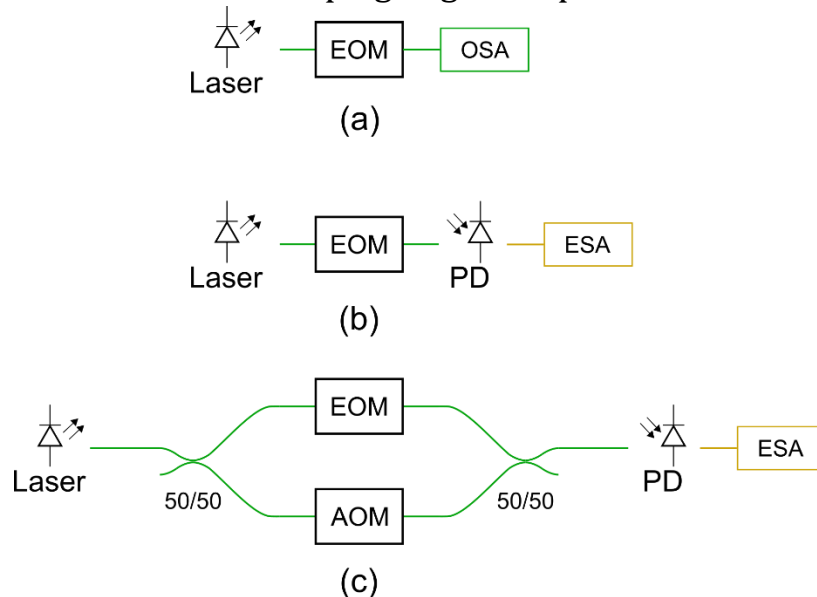 Laser EOM OSA
(a)
Laser EOM PD ESA
(b)
EOM
Laser PD ESA
50/50 50/50
AOM
(c)